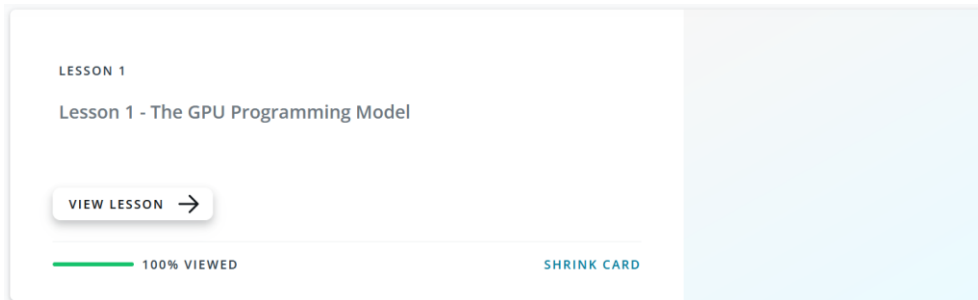 LESSON 1
Lesson 1 - The GPU Programming Model
VIEW LESSON
100% VIEWED
SHRINK CARD